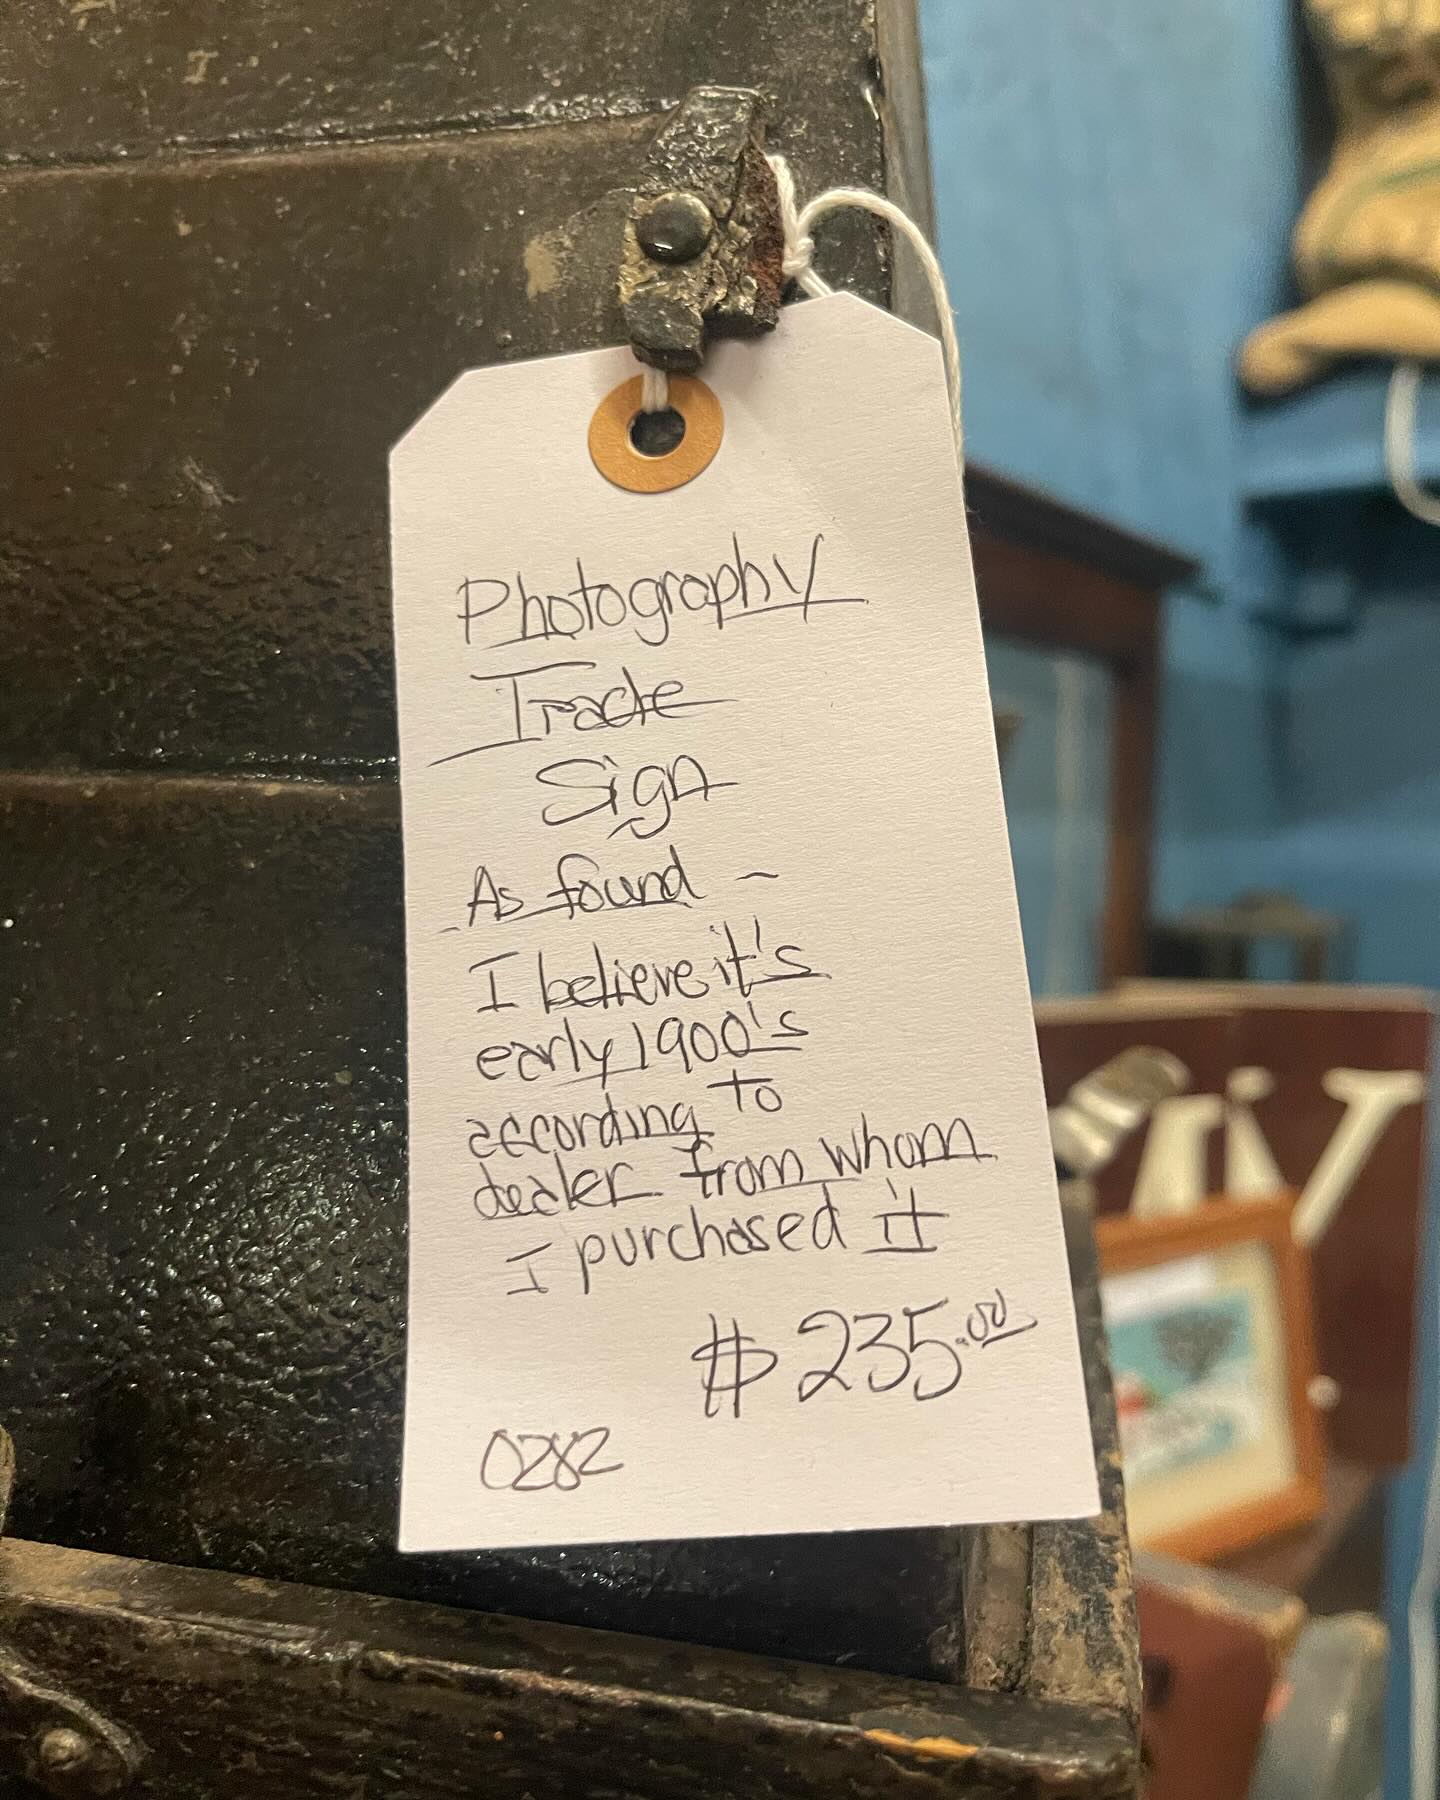 Photography
Trade
Sign
As found -
I believe it's
early 1900's
according to
dealer from whom
I purchased it
$235.00
0282